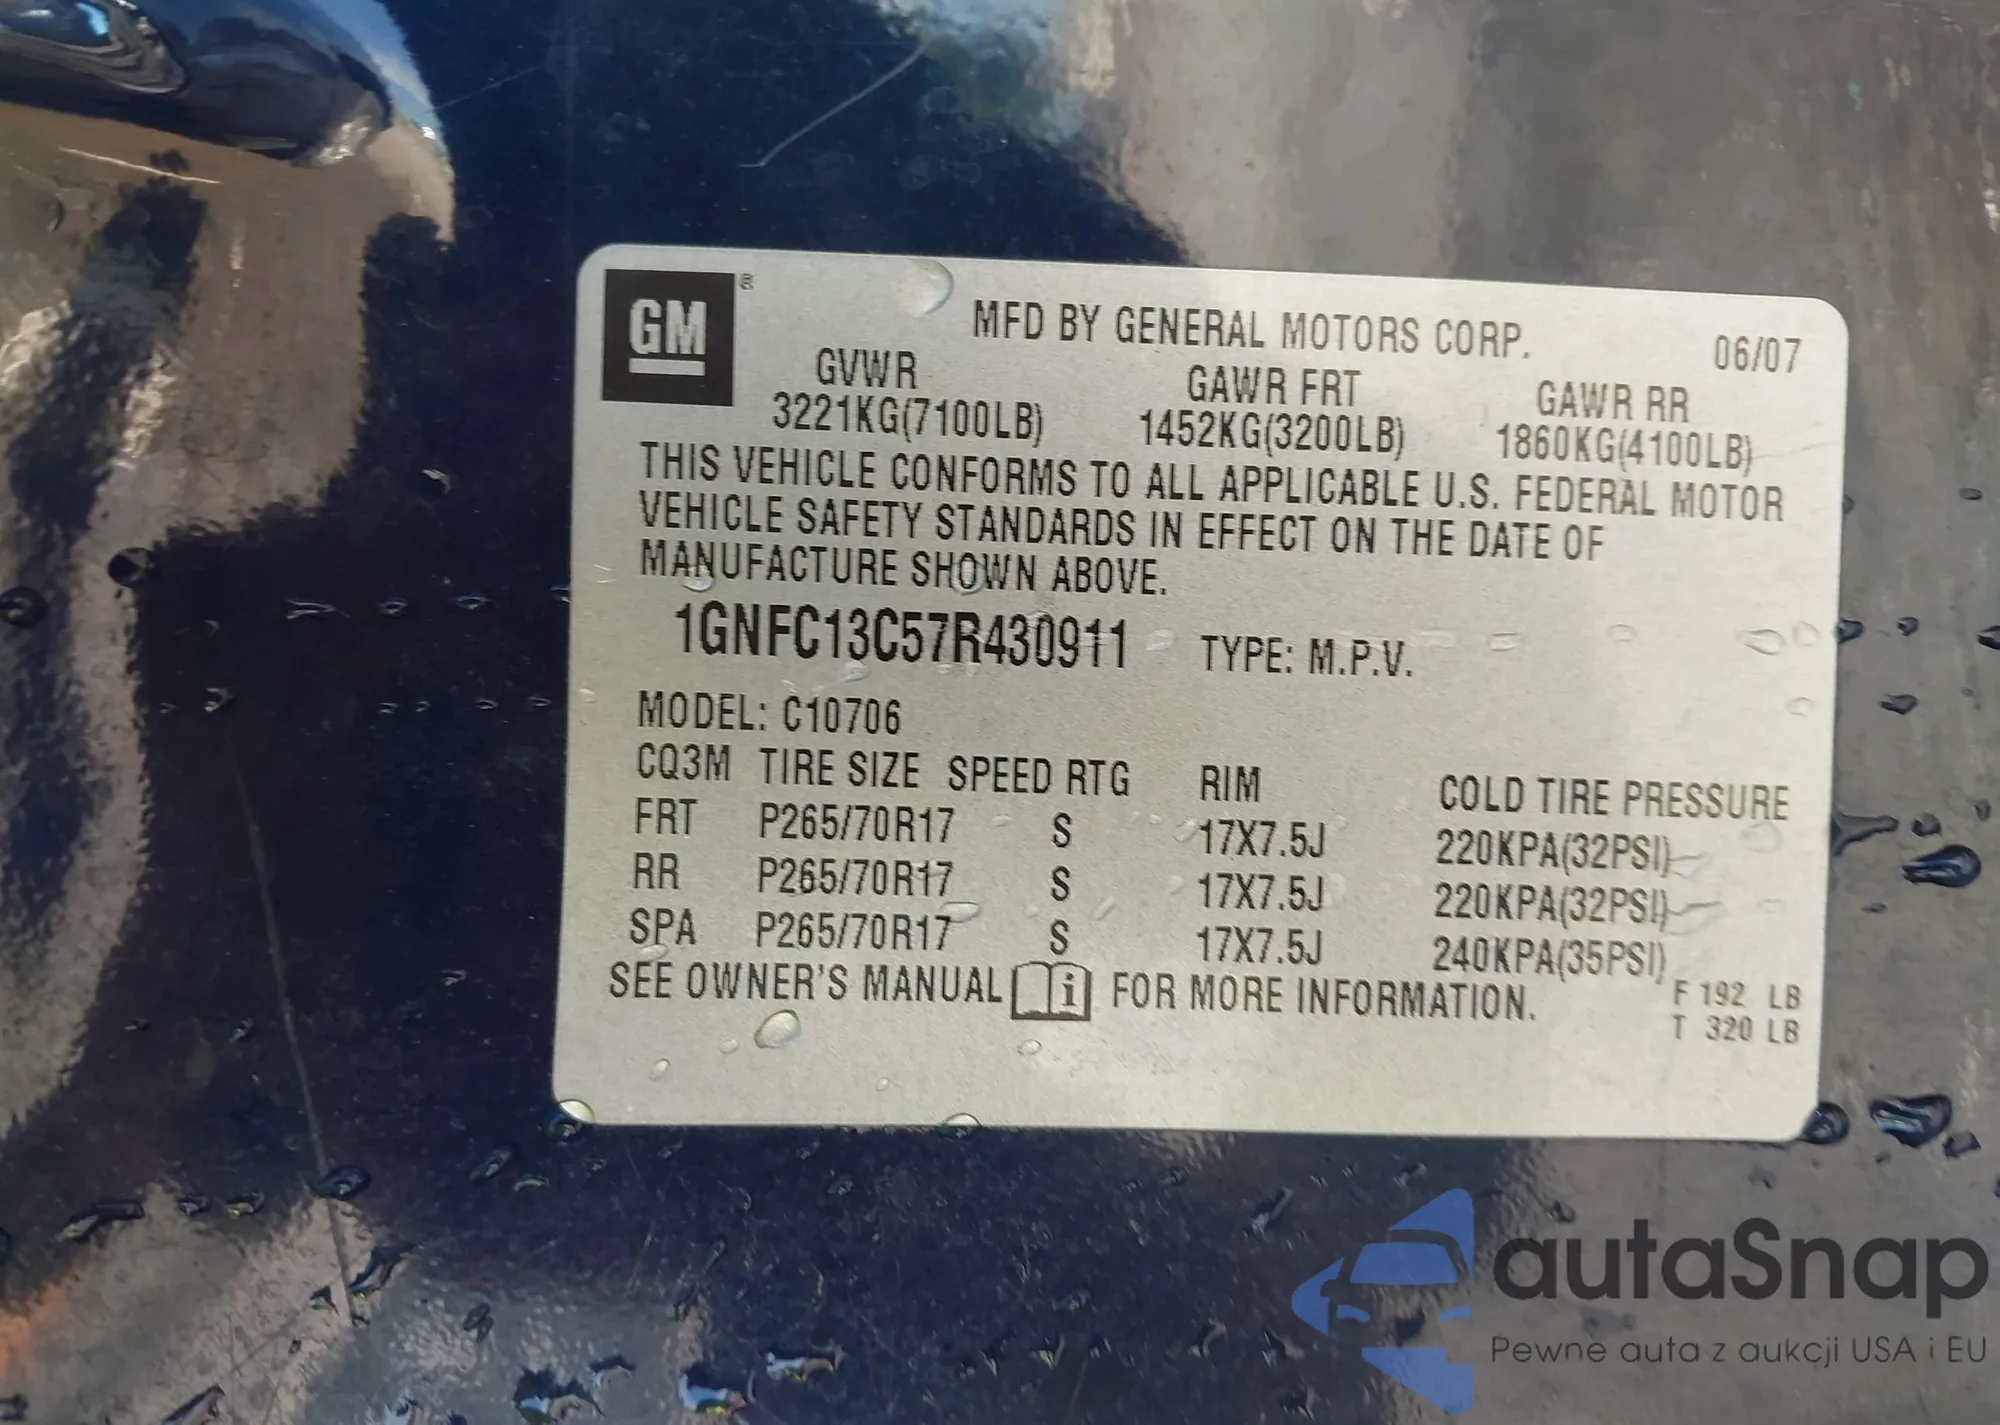 GM ®
MFD BY GENERAL MOTORS CORP. 06/07
GVWR GAWR FRT GAWR RR
3221KG(7100LB) 1452KG(3200LB) 1860KG(4100LB)
THIS VEHICLE CONFORMS TO ALL APPLICABLE U.S. FEDERAL MOTOR
VEHICLE SAFETY STANDARDS IN EFFECT ON THE DATE OF
MANUFACTURE SHOWN ABOVE.
1GNFC13C57R430911 TYPE: M.P.V.
MODEL: C10706
CQ3M TIRE SIZE SPEED RTG RIM COLD TIRE PRESSURE
FRT P265/70R17 S 17X7.5J 220KPA(32PSI)
RR P265/70R17 S 17X7.5J 220KPA(32PSI)
SPA P265/70R17 S 17X7.5J 240KPA(35PSI)
SEE OWNER'S MANUAL i FOR MORE INFORMATION. F 192 LB
T 320 LB
autaSnap
Pewne auta z aukcji USA i EU